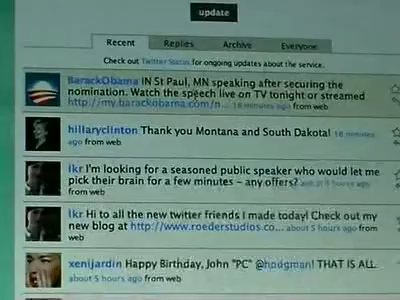 update
Recent Replies Archive Everyone
Check out Twitter Status for ongoing updates about the service.
BarackObama IN St Paul, MN speaking after securing the
nomination. Watch the speech live on TV tonight or streamed
http://my.barackobama.com/n... 16 minutes ago from web
hillaryclinton Thank you Montana and South Dakota! 18 minutes
ago from web
lkr I'm looking for a seasoned public speaker who would let me
pick their brain for a few minutes - any offers? about 5 hours ago
from web
lkr Hi to all the new twitter friends I made today! Check out my
new blog at http://www.roederstudios.co... about 5 hours ago from
web
xenijardin Happy Birthday, John "PC" @hodgman! THAT IS ALL.
about 5 hours ago from web